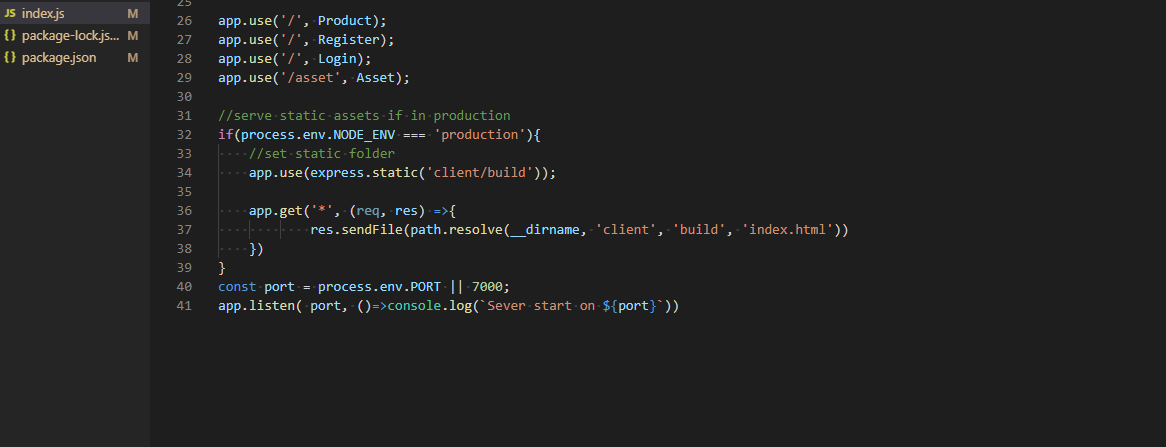 JS index.js M
{} package-lock.js... M
{} package.json M
25
26 app.use('/', Product);
27 app.use('/', Register);
28 app.use('/', Login);
29 app.use('/asset', Asset);
30
31 //serve static assets if in production
32 if(process.env.NODE_ENV === 'production'){
33 //set static folder
34 app.use(express.static('client/build'));
35
36 app.get('*', (req, res) =>{
37 res.sendFile(path.resolve(__dirname, 'client', 'build', 'index.html'))
38 })
39 }
40 const port = process.env.PORT || 7000;
41 app.listen( port, ()=>console.log(`Sever start on ${port}`))